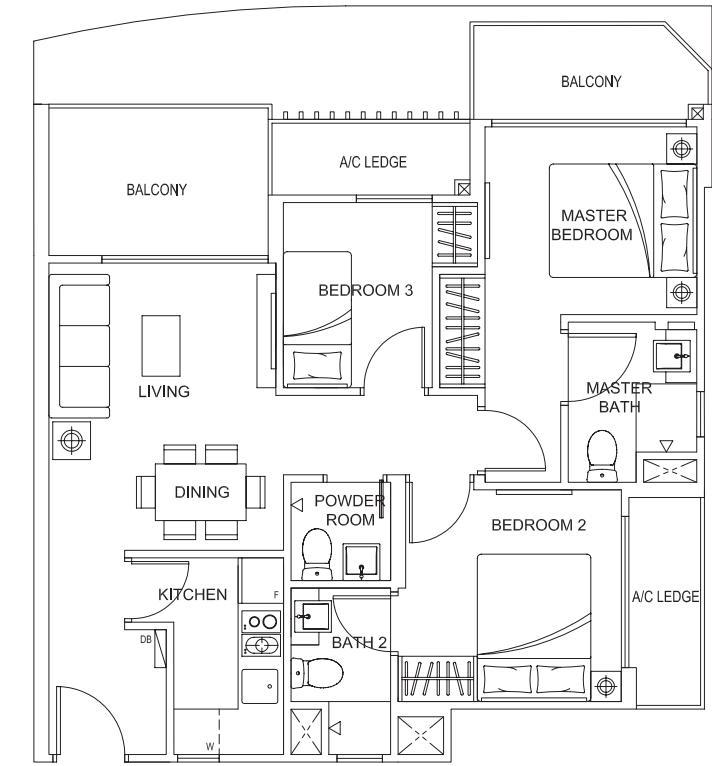 BALCONY
A/C LEDGE
BALCONY
MASTER
BEDROOM
BEDROOM 3
LIVING
MASTER
BATH
DINING
POWDER
ROOM
BEDROOM 2
KITCHEN
F
A/C LEDGE
DB
BATH 2
W